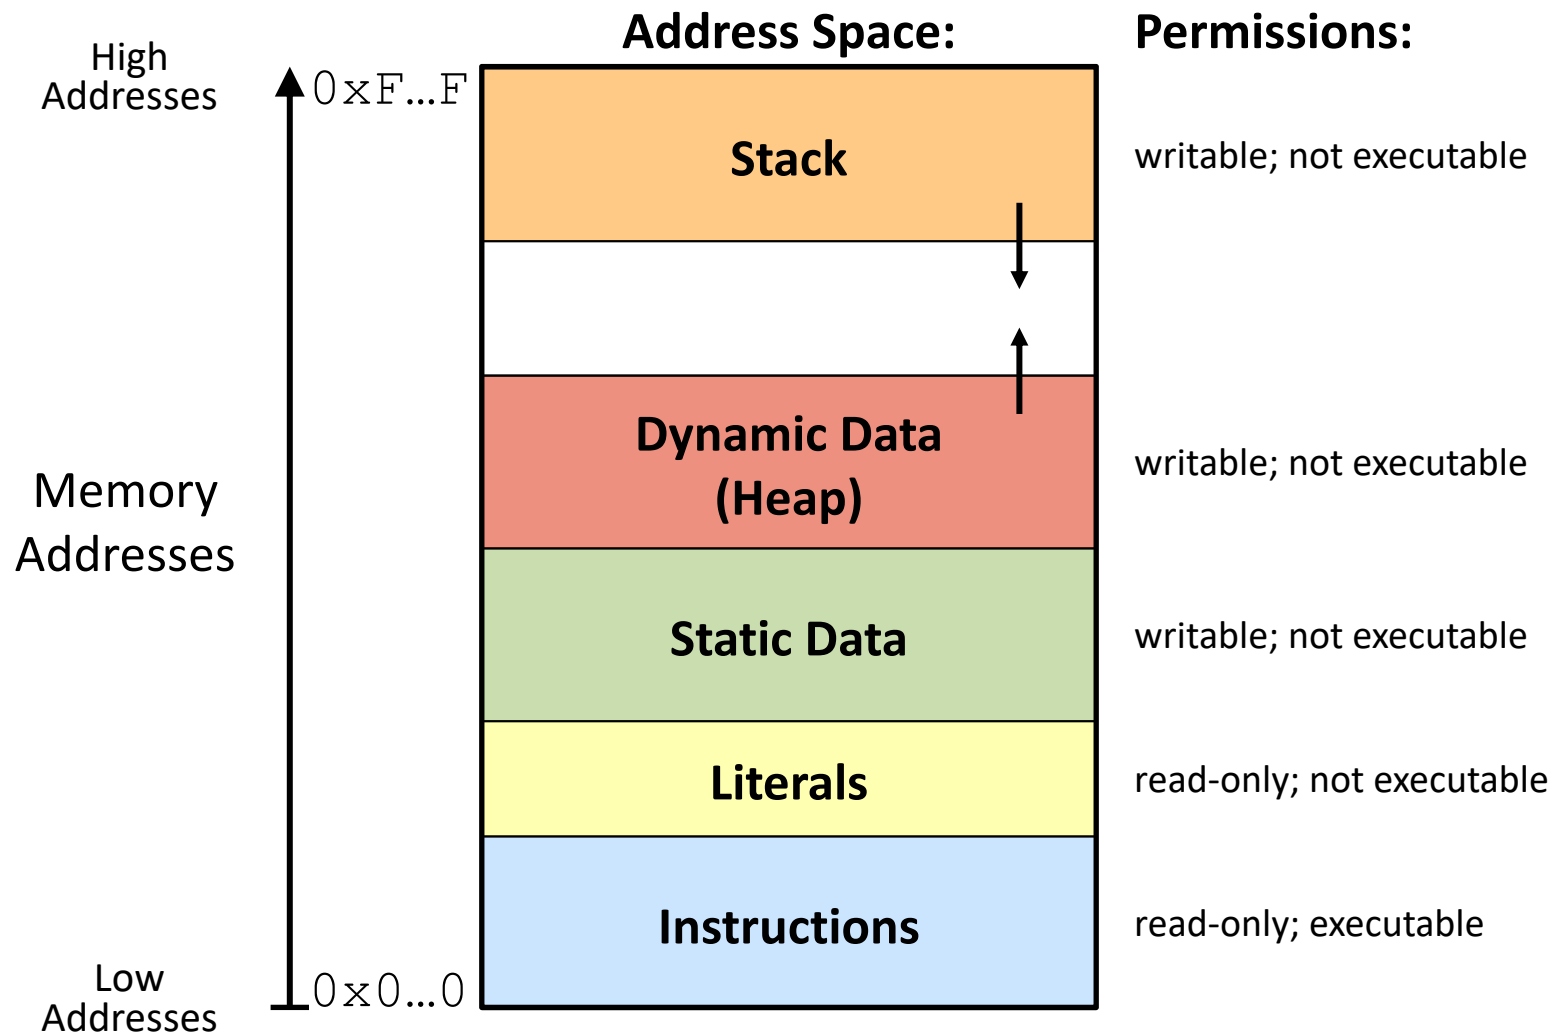 Address Space:
Permissions:
High
Addresses
0xF…F
Stack
writable; not executable
Dynamic Data
(Heap)
writable; not executable
Memory
Addresses
Static Data
writable; not executable
Literals
read-only; not executable
Instructions
read-only; executable
Low
Addresses
0x0…0